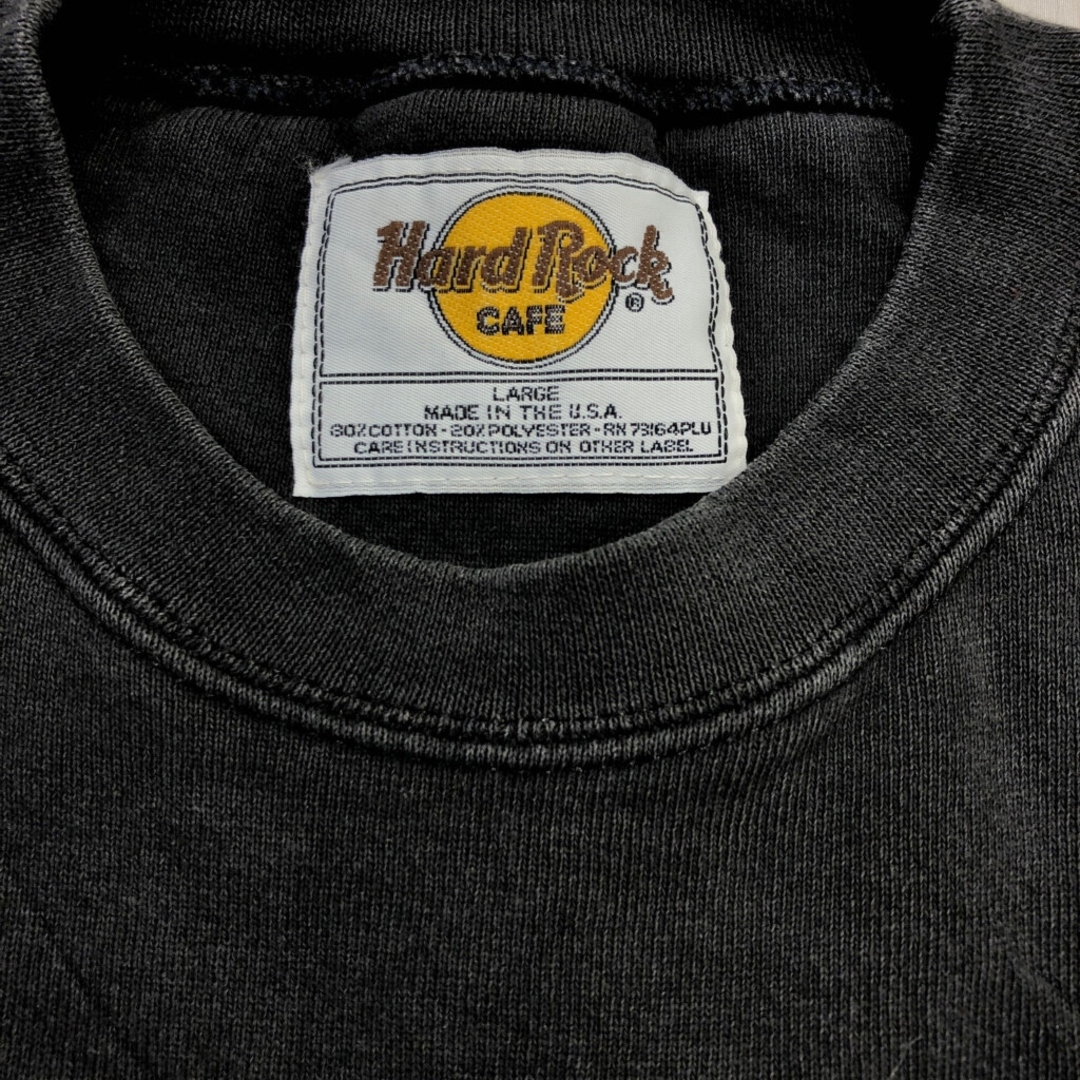 Hard Rock
CAFE
®
LARGE
MADE IN THE U.S.A.
80% COTTON - 20% POLYESTER - RN 73164PLU
CARE INSTRUCTIONS ON OTHER LABEL